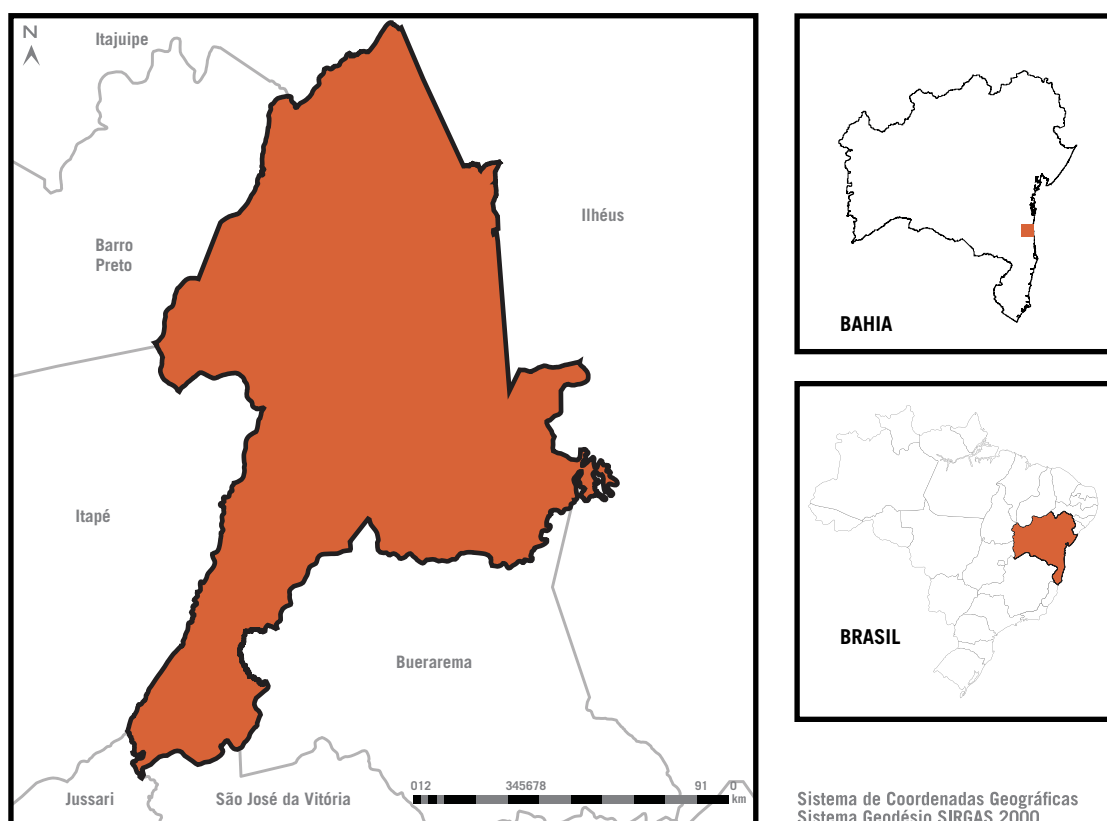 N
Itajuipe
Ilhéus
Barro
Preto
Itapé
Buerarema
Jussari
São José da Vitória
012 345678 91 0
km
BAHIA
BRASIL
Sistema de Coordenadas Geográficas
Sistema Geodésio SIRGAS 2000